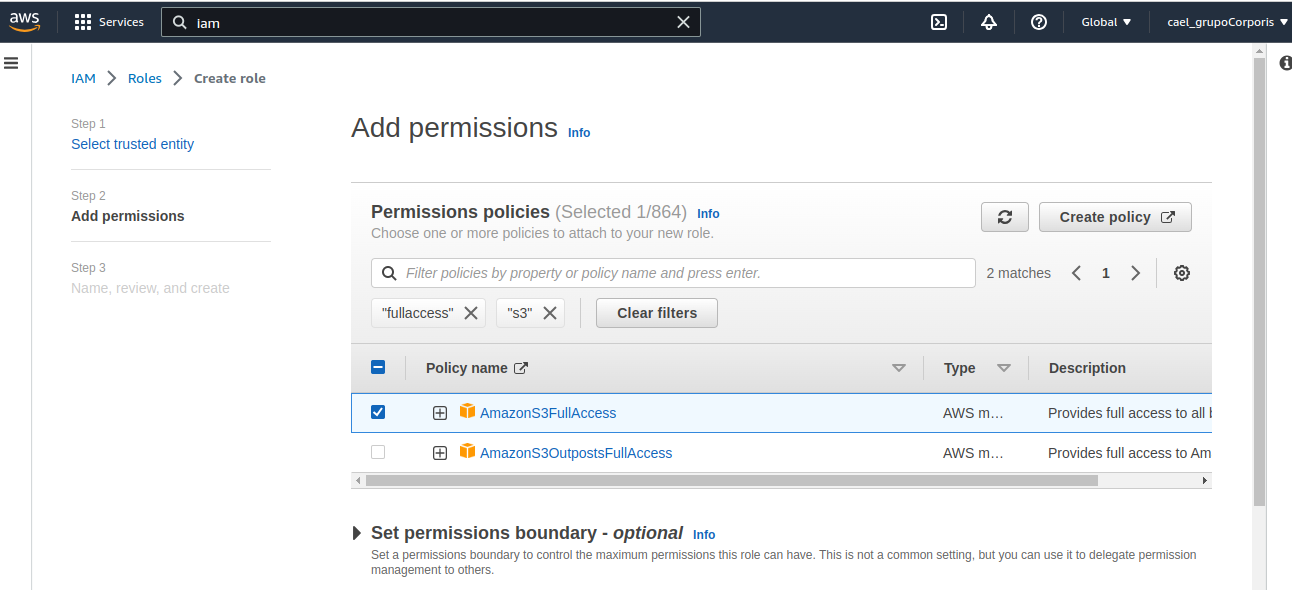 aws Services iam Global cael_grupoCorporis
IAM Roles Create role
Step 1
Select trusted entity
Step 2
Add permissions
Step 3
Name, review, and create
Add permissions Info
Permissions policies (Selected 1/864) Info
Choose one or more policies to attach to your new role.
Create policy
Filter policies by property or policy name and press enter.
2 matches 1
"fullaccess" "s3" Clear filters
Policy name Type Description
AmazonS3FullAccess AWS m… Provides full access to all b
AmazonS3OutpostsFullAccess AWS m… Provides full access to Am
Set permissions boundary - optional Info
Set a permissions boundary to control the maximum permissions this role can have. This is not a common setting, but you can use it to delegate permission
management to others.